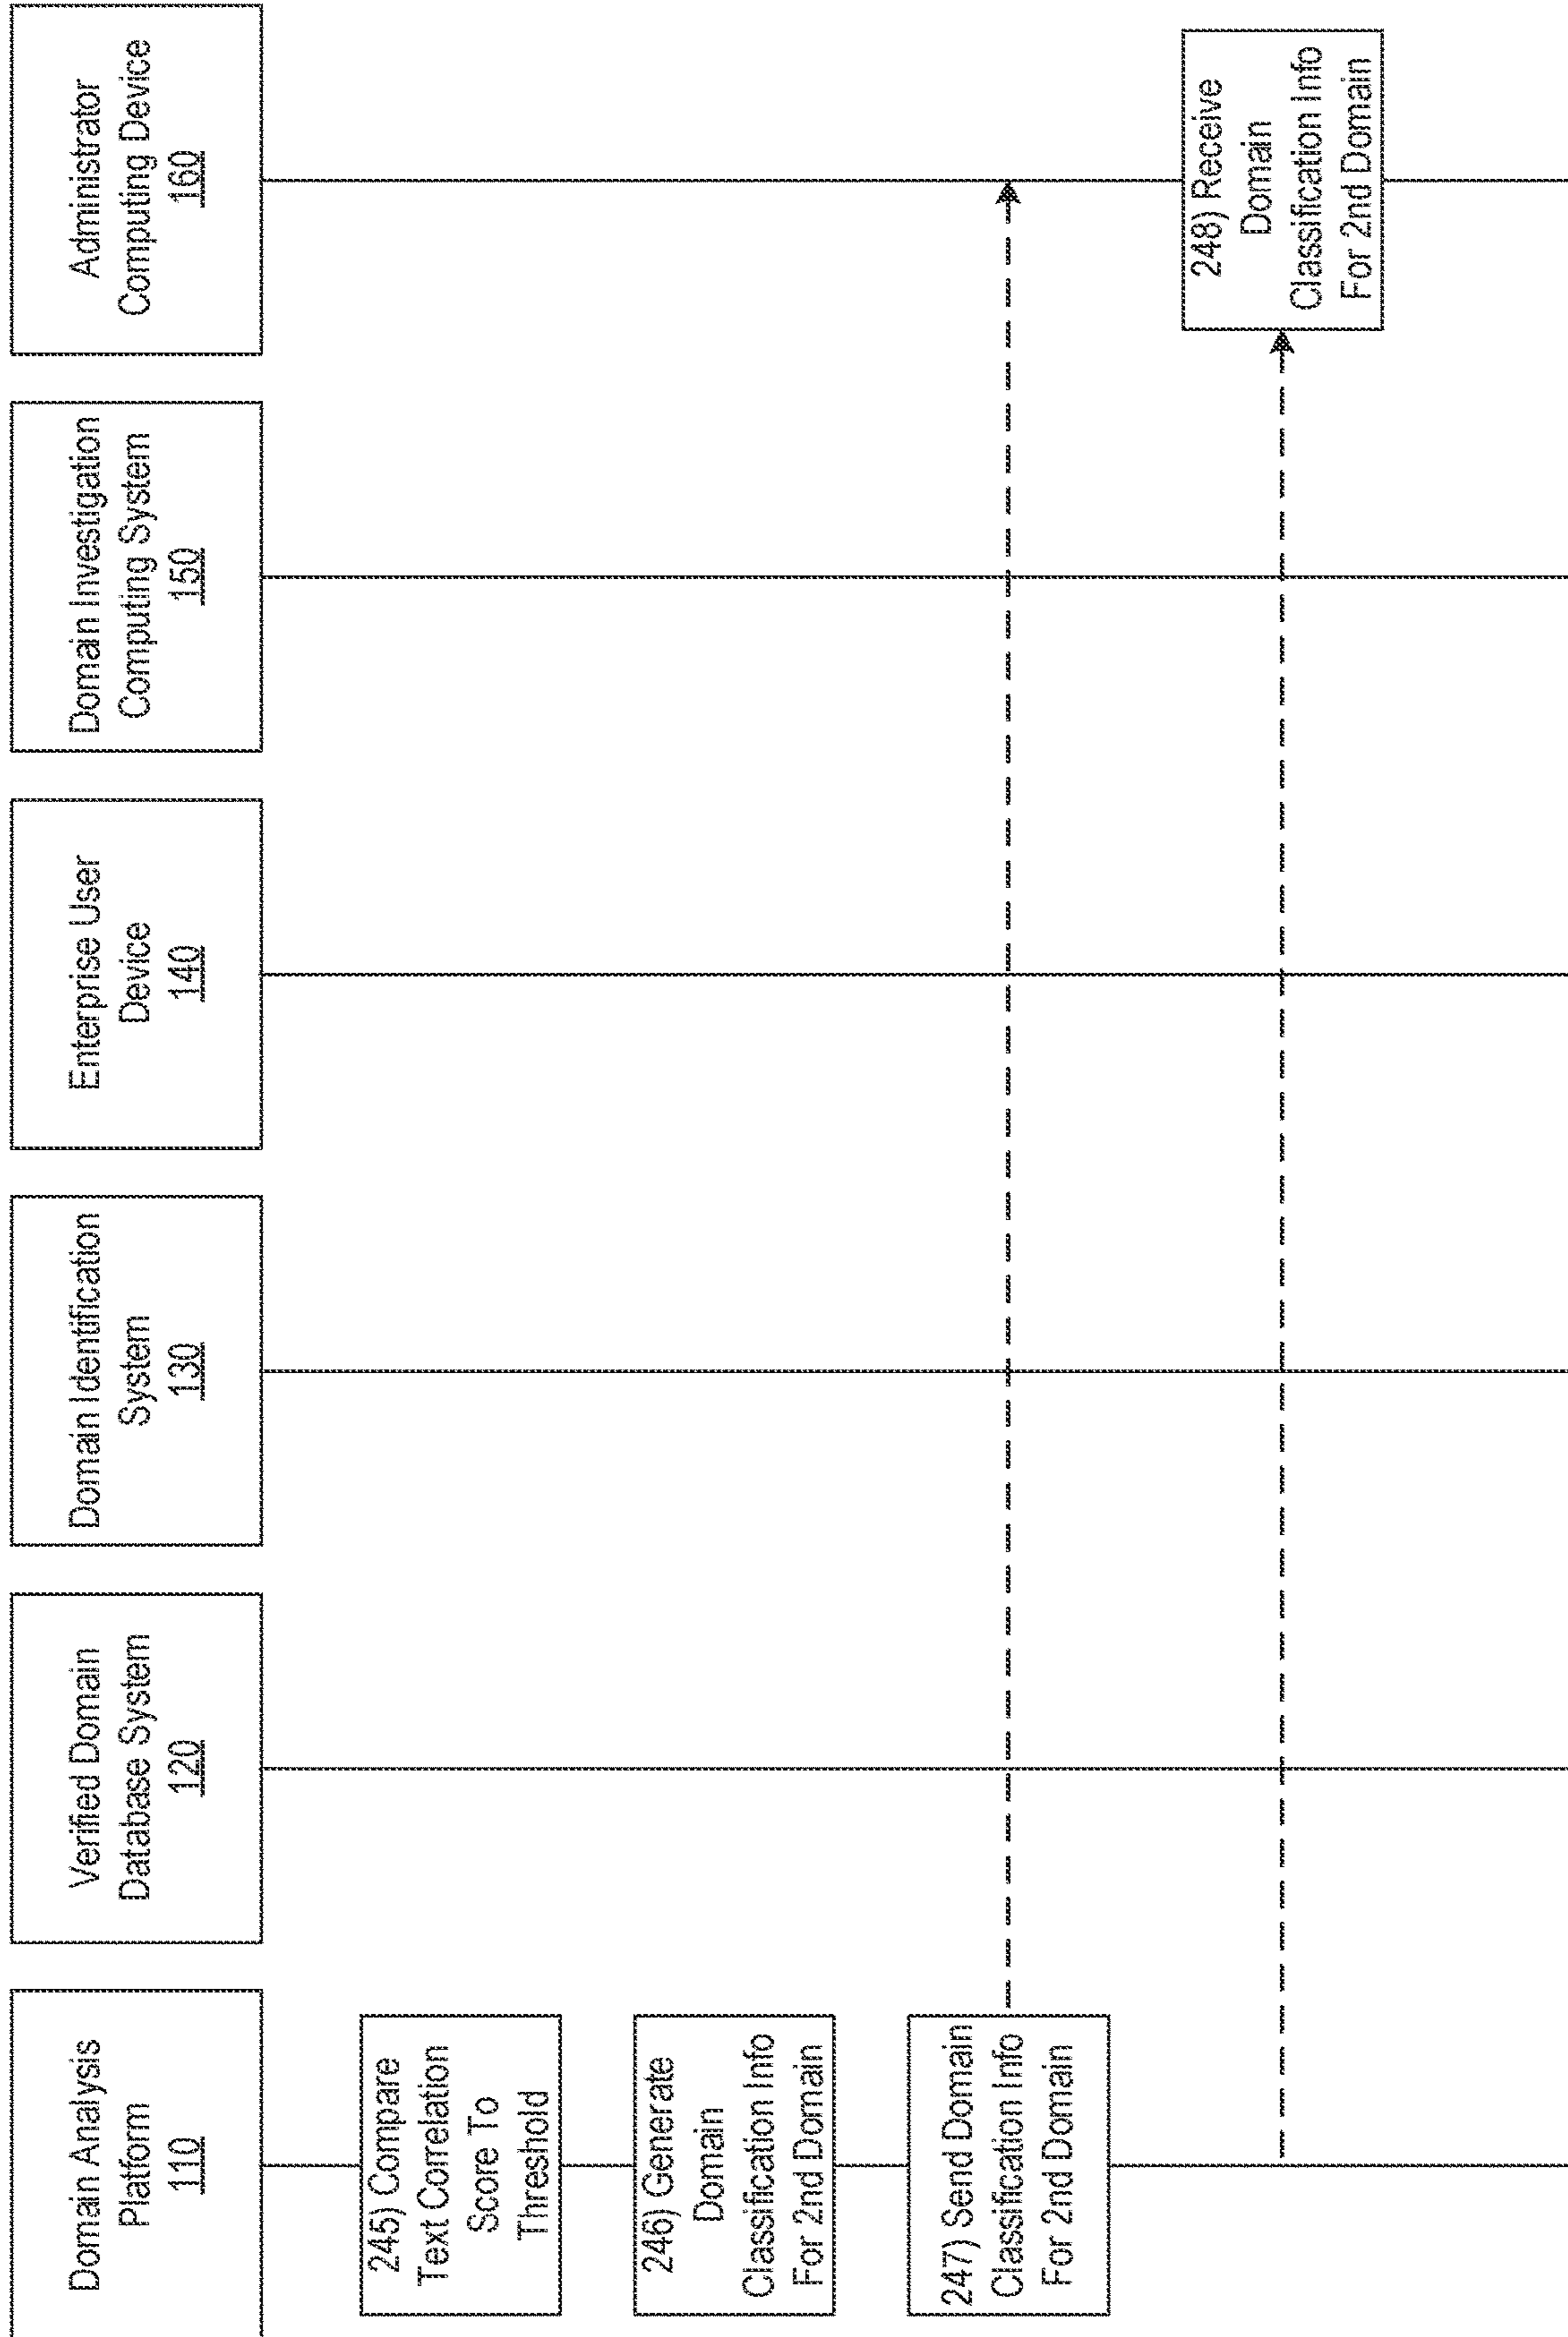 Domain Analysis
Platform
110
Verified Domain
Database System
120
Domain Identification
System
130
Enterprise User
Device
140
Domain Investigation
Computing System
150
Administrator
Computing Device
160
245) Compare
Text Correlation
Score To
Threshold
246) Generate
Domain
Classification Info
For 2nd Domain
247) Send Domain
Classification Info
For 2nd Domain
248) Receive
Domain
Classification Info
For 2nd Domain